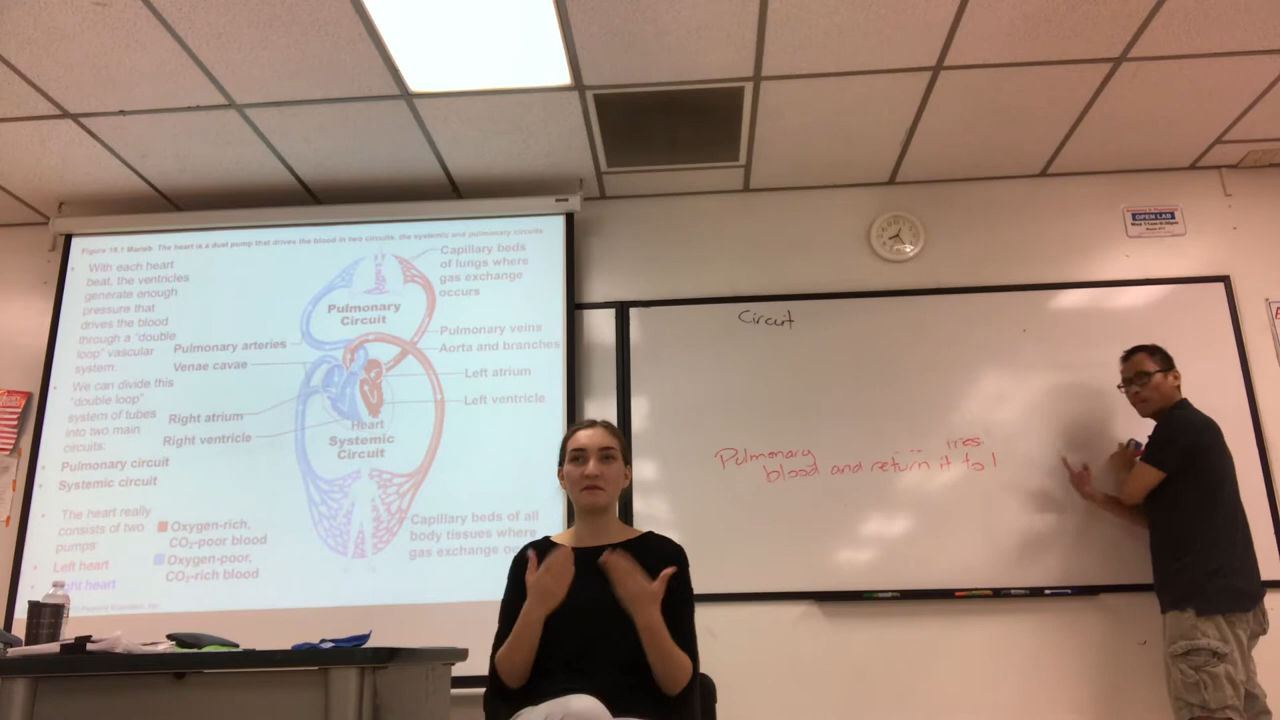 Figure 18.1 Marieb: The heart is a dual pump that drives the blood in two circuits, the systemic and pulmonary circuits
With each heart
beat, the ventricles
generate enough
pressure that
drives the blood
through a "double
loop" vascular
system.
We can divide this
"double loop"
system of tubes
into two main
circuits:
Pulmonary circuit
Systemic circuit
The heart really
consists of two
pumps
Left heart
heart
Capillary beds
of lungs where
gas exchange
occurs
Pulmonary
Circuit
Pulmonary arteries
Pulmonary veins
Venae cavae
Aorta and branches
Left atrium
Right atrium
Left ventricle
Right ventricle
Heart
Systemic
Circuit
Oxygen-rich,
CO₂-poor blood
Oxygen-poor,
CO₂-rich blood
Capillary beds of all
body tissues where
gas exchange
Circuit
Pulmonary
blood and return it to
OPEN LAB